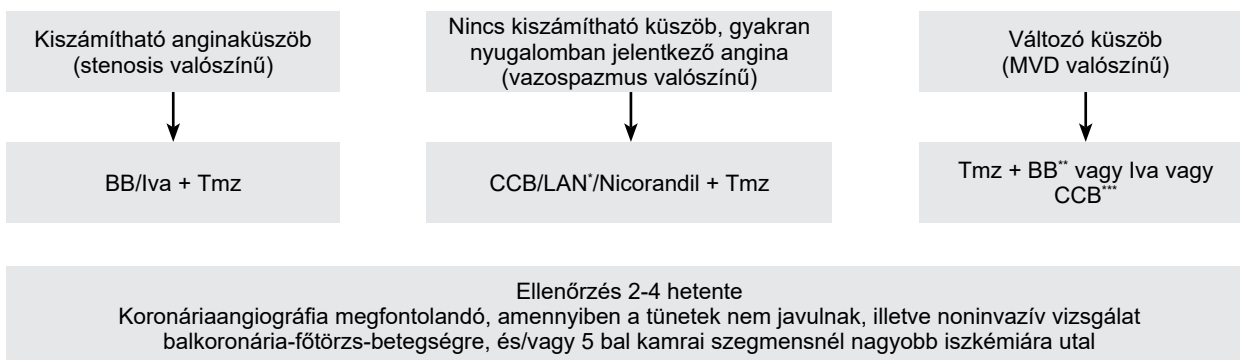 Kiszámítható anginaküszöb
(stenosis valószínű)
Nincs kiszámítható küszöb, gyakran
nyugalomban jelentkező angina
(vazospazmus valószínű)
Változó küszöb
(MVD valószínű)
BB/Iva + Tmz
CCB/LAN*/Nicorandil + Tmz
Tmz + BB** vagy Iva vagy
CCB***
Ellenőrzés 2-4 hetente
Koronáriaangiográfia megfontolandó, amennyiben a tünetek nem javulnak, illetve noninvazív vizsgálat
balkoronária-főtörzs-betegségre, és/vagy 5 bal kamrai szegmensnél nagyobb iszkémiára utal